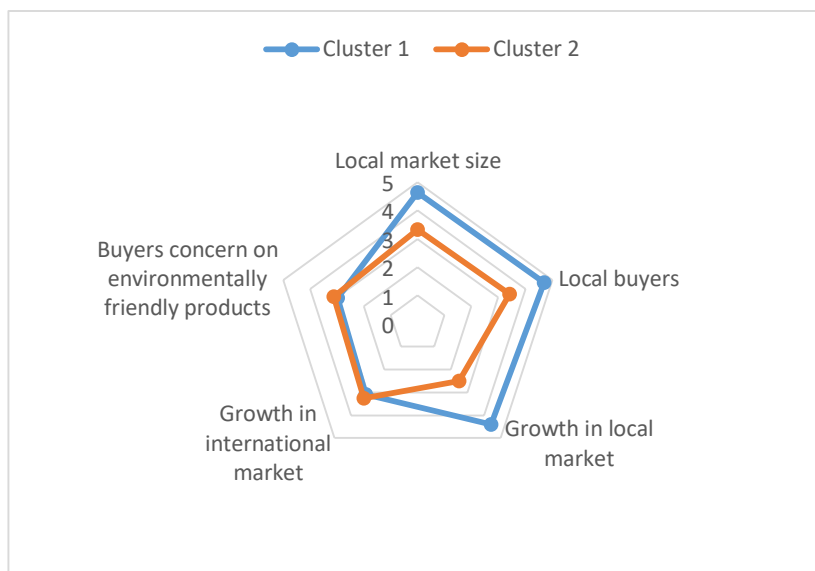 Cluster 1
Cluster 2
Local market size
5
4
3
2
1
0
Buyers concern on
environmentally
friendly products
Local buyers
Growth in
international
market
Growth in local
market